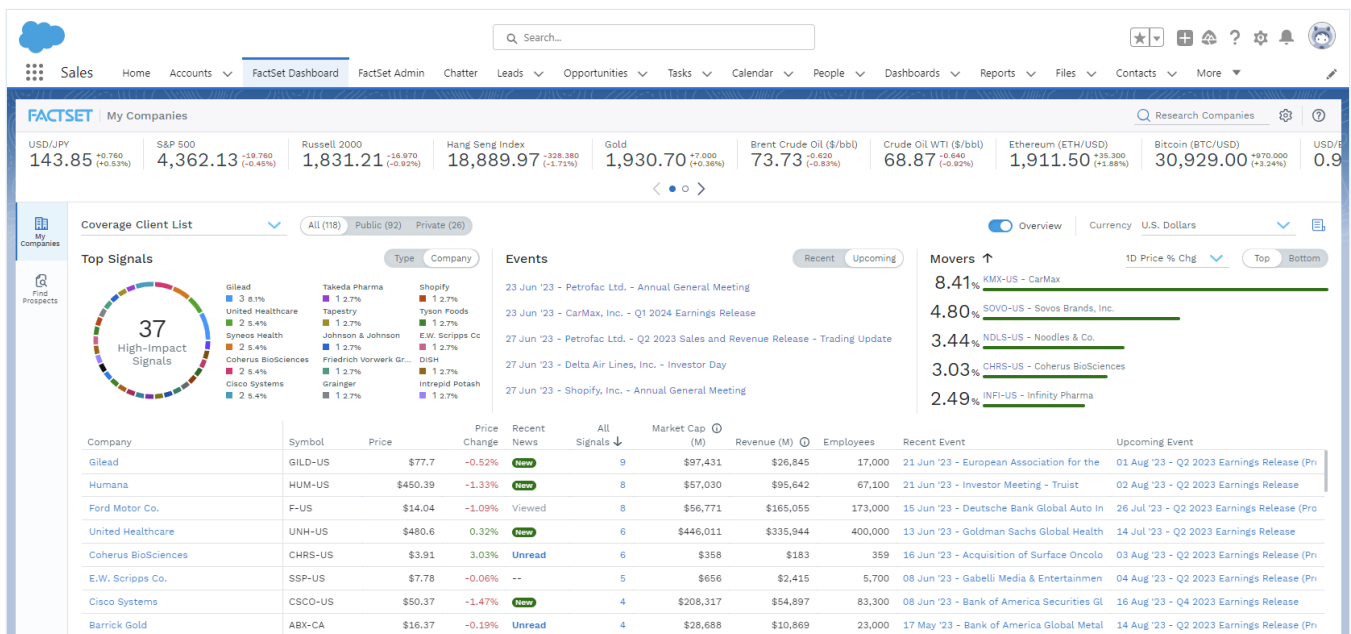 Search...
Sales Home Accounts FactSet Dashboard FactSet Admin Chatter Leads Opportunities Tasks Calendar People Dashboards Reports Files Contacts More
FACTSET My Companies Research Companies
USD/JPY S&P 500 Russell 2000 Hang Seng Index Gold Brent Crude Oil ($/bbl) Crude Oil WTI ($/bbl) Ethereum (ETH/USD) Bitcoin (BTC/USD) USD/E
143.85 +0.760 (+0.53%) 4,362.13 -19.760 (-0.45%) 1,831.21 -16.970 (-0.92%) 18,889.97 -328.380 (-1.71%) 1,930.70 +7.000 (+0.36%) 73.73 -0.620 (-0.83%) 68.87 -0.640 (-0.92%) 1,911.50 +35.300 (+1.88%) 30,929.00 +970.000 (+3.24%) 0.9
My Companies
Find Prospects
Coverage Client List All (118) Public (92) Private (26) Overview Currency U.S. Dollars
Top Signals Type Company
37
High-Impact
Signals
Gilead
3 8.1%
United Healthcare
2 5.4%
Syneos Health
2 5.4%
Coherus BioSciences
2 5.4%
Cisco Systems
2 5.4%
Takeda Pharma
1 2.7%
Tapestry
1 2.7%
Johnson & Johnson
1 2.7%
Friedrich Vorwerk Gr...
1 2.7%
Grainger
1 2.7%
Shopify
1 2.7%
Tyson Foods
1 2.7%
E.W. Scripps Cc
1 2.7%
DISH
1 2.7%
Intrepid Potash
1 2.7%
Events Recent Upcoming
23 Jun '23 - Petrofac Ltd. - Annual General Meeting
23 Jun '23 - CarMax, Inc. - Q1 2024 Earnings Release
27 Jun '23 - Petrofac Ltd. - Q2 2023 Sales and Revenue Release - Trading Update
27 Jun '23 - Delta Air Lines, Inc. - Investor Day
27 Jun '23 - Shopify, Inc. - Annual General Meeting
Movers 1D Price % Chg Top Bottom
8.41% KMX-US - CarMax
4.80% SOVO-US - Sovos Brands, Inc.
3.44% NDLS-US - Noodles & Co.
3.03% CHRS-US - Coherus BioSciences
2.49% INFI-US - Infinity Pharma
Company Symbol Price Price Change Recent News All Signals Market Cap (M) Revenue (M) Employees Recent Event Upcoming Event
Gilead GILD-US $77.7 -0.52% New 9 $97,431 $26,845 17,000 21 Jun '23 - European Association for the 01 Aug '23 - Q2 2023 Earnings Release (Pr
Humana HUM-US $450.39 -1.33% New 8 $57,030 $95,642 67,100 21 Jun '23 - Investor Meeting - Truist 02 Aug '23 - Q2 2023 Earnings Release
Ford Motor Co. F-US $14.04 -1.09% Viewed 8 $56,771 $165,055 173,000 15 Jun '23 - Deutsche Bank Global Auto In 26 Jul '23 - Q2 2023 Earnings Release (Pro
United Healthcare UNH-US $480.6 0.32% New 6 $446,011 $335,944 400,000 13 Jun '23 - Goldman Sachs Global Health 14 Jul '23 - Q2 2023 Earnings Release
Coherus BioSciences CHRS-US $3.91 3.03% Unread 6 $358 $183 359 16 Jun '23 - Acquisition of Surface Oncolo 03 Aug '23 - Q2 2023 Earnings Release (Pr
E.W. Scripps Co. SSP-US $7.78 -0.06% -- 5 $656 $2,415 5,700 08 Jun '23 - Gabelli Media & Entertainmen 04 Aug '23 - Q2 2023 Earnings Release (Pr
Cisco Systems CSCO-US $50.37 -1.47% New 4 $208,317 $54,897 83,300 08 Jun '23 - Bank of America Securities Gl 16 Aug '23 - Q4 2023 Earnings Release
Barrick Gold ABX-CA $16.37 -0.19% Unread 4 $28,688 $10,869 23,000 17 May '23 - Bank of America Global Metal 14 Aug '23 - Q2 2023 Earnings Release (Pr